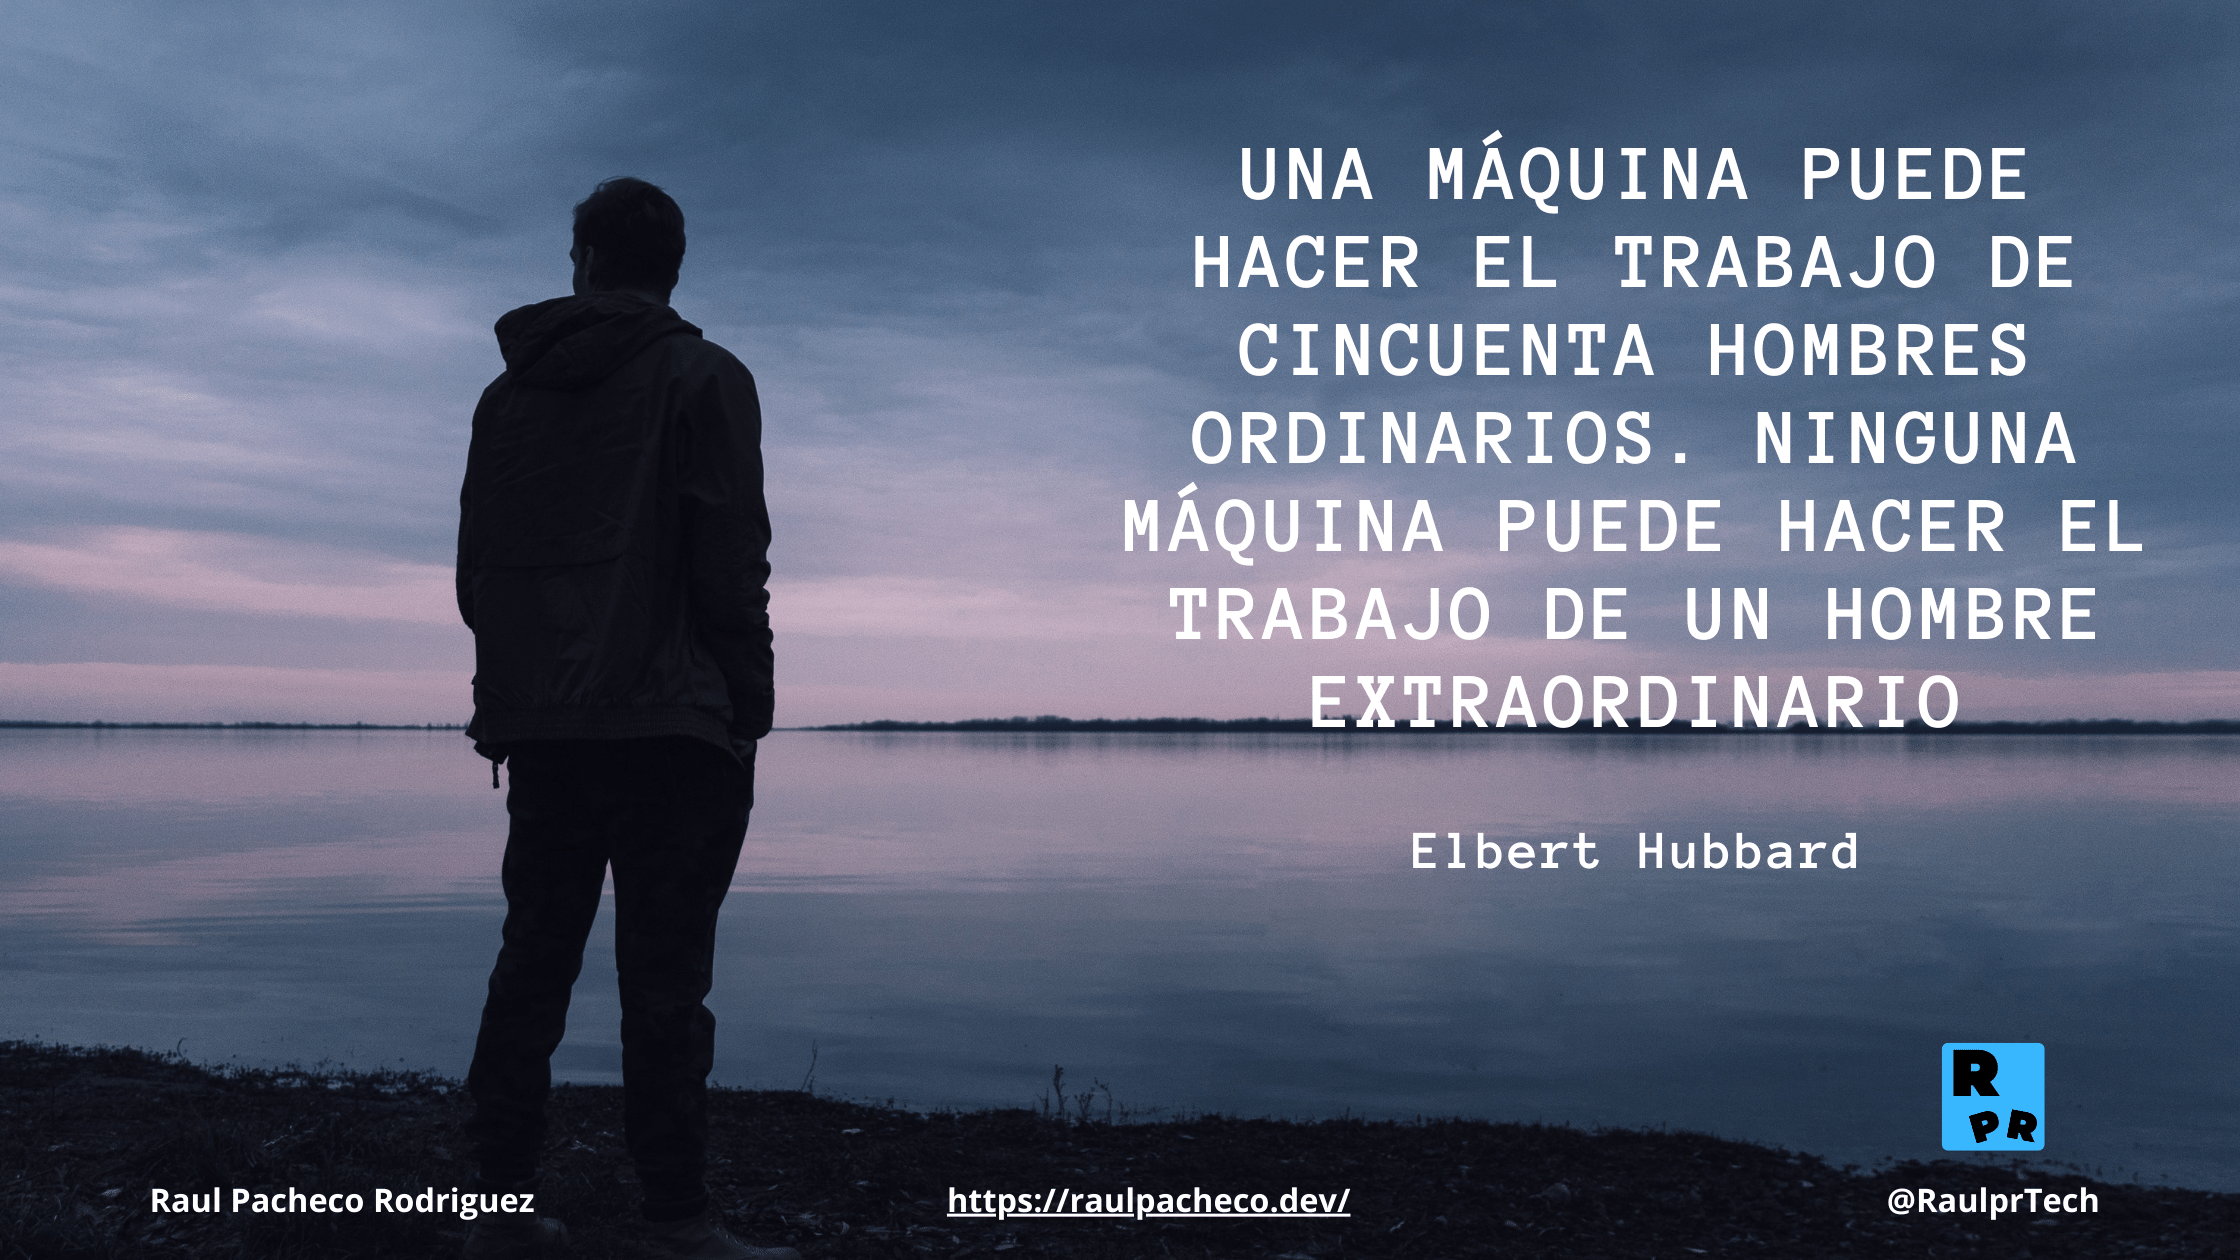 UNA MÁQUINA PUEDE
HACER EL TRABAJO DE
CINCUENTA HOMBRES
ORDINARIOS. NINGUNA
MÁQUINA PUEDE HACER EL
TRABAJO DE UN HOMBRE
EXTRAORDINARIO
Elbert Hubbard
R
PR
Raul Pacheco Rodriguez
https://raulpacheco.dev/
@RaulprTech